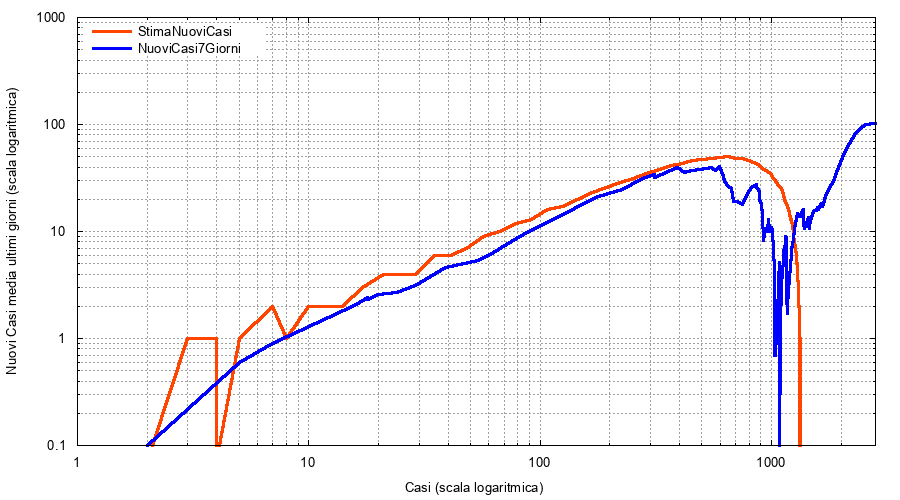 1000
StimaNuoviCasi
NuoviCasi7Giorni
100
10
1
0.1
Nuovi Casi media ultimi giorni (scala logaritmica)
1 10 100 1000
Casi (scala logaritmica)